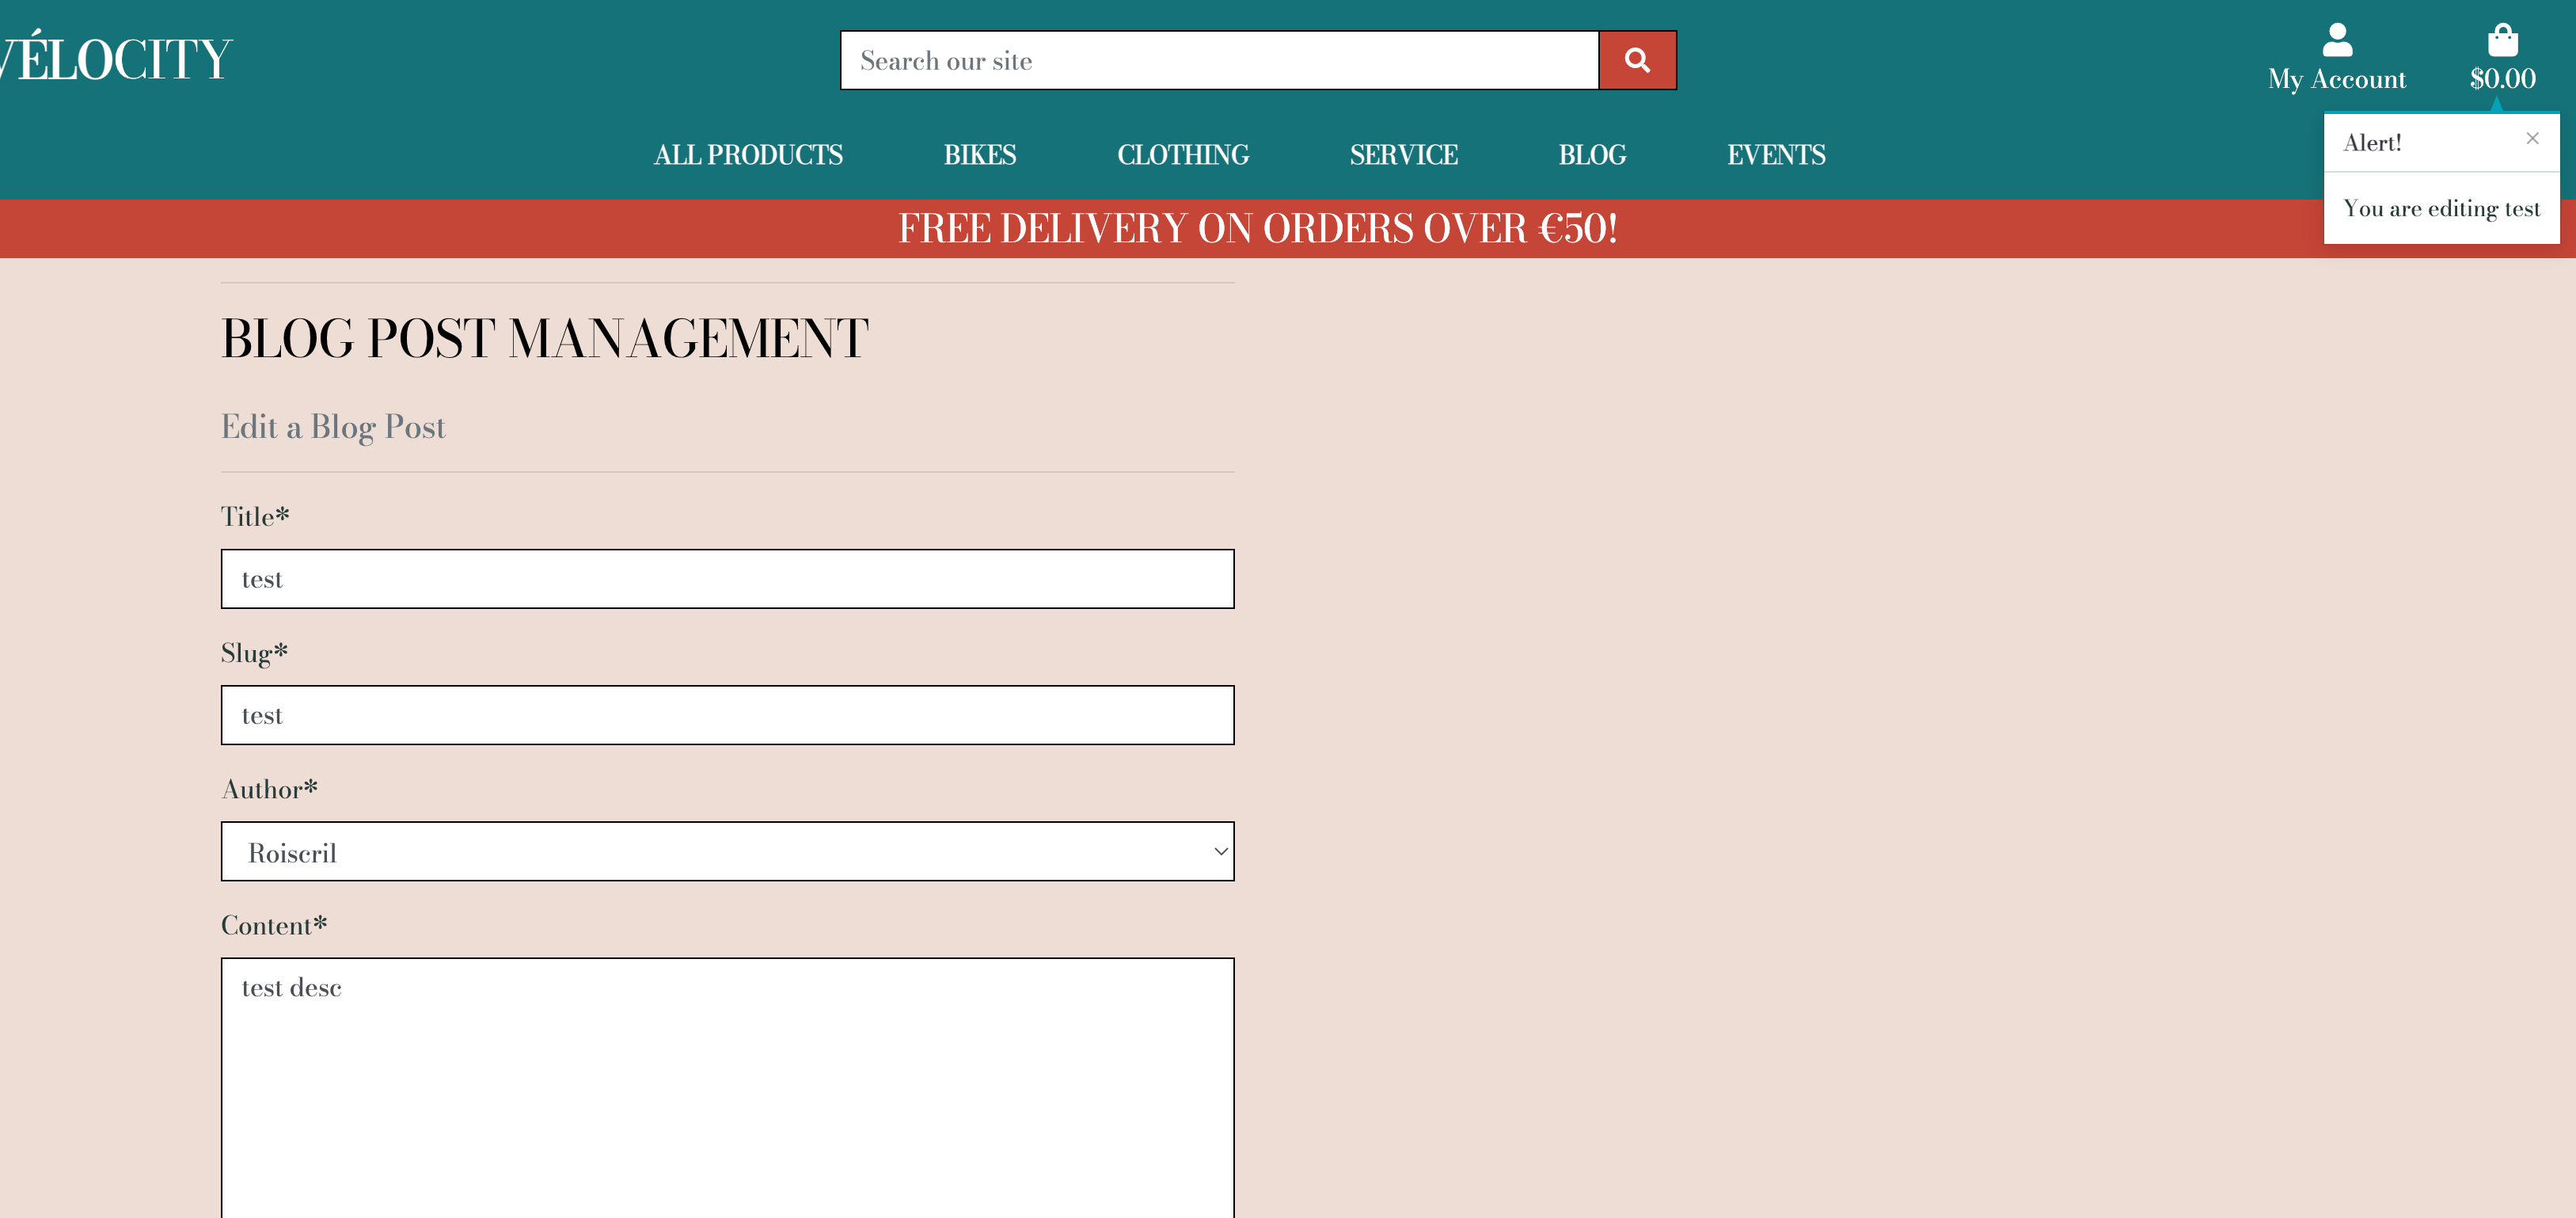 VÉLOCITY
Search our site
My Account
$0.00
ALL PRODUCTS
BIKES
CLOTHING
SERVICE
BLOG
EVENTS
Alert!
×
You are editing test
FREE DELIVERY ON ORDERS OVER €50!
BLOG POST MANAGEMENT
Edit a Blog Post
Title*
test
Slug*
test
Author*
Roiscril
Content*
test desc